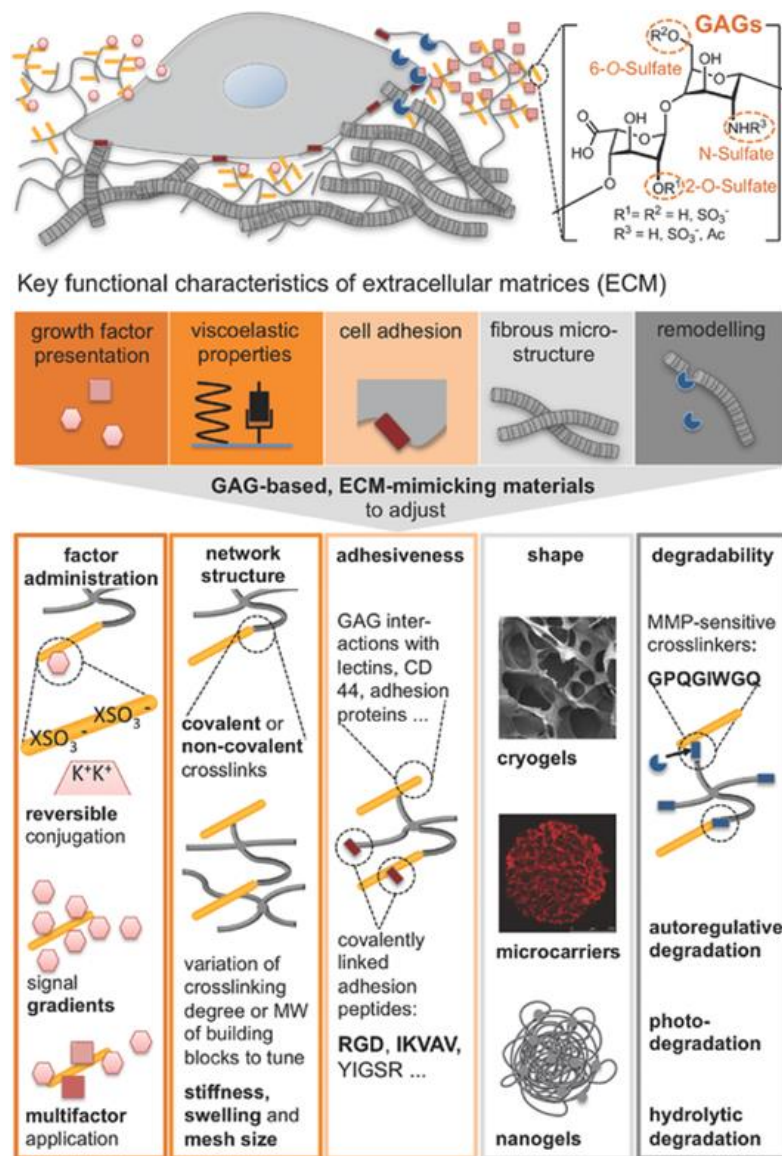 GAGs
R²O
6-O-Sulfate
OH
O
O
HO
OH
NHR³
N-Sulfate
O
OR¹
2-O-Sulfate
O
R¹= R² = H, SO₃⁻
R³ = H, SO₃⁻, Ac
Key functional characteristics of extracellular matrices (ECM)
growth factor
presentation
viscoelastic
properties
cell adhesion
fibrous micro-
structure
remodelling
GAG-based, ECM-mimicking materials
to adjust
factor
administration
XSO₃⁻
XSO₃⁻
K⁺K⁺
reversible
conjugation
signal
gradients
multifactor
application
network
structure
covalent or
non-covalent
crosslinks
variation of
crosslinking
degree or MW
of building
blocks to tune
stiffness,
swelling and
mesh size
adhesiveness
GAG inter-
actions with
lectins, CD
44, adhesion
proteins ...
covalently
linked
adhesion
peptides:
RGD, IKVAV,
YIGSR ...
shape
cryogels
microcarriers
nanogels
degradability
MMP-sensitive
crosslinkers:
GPQGIWGQ
autoregulative
degradation
photo-
degradation
hydrolytic
degradation